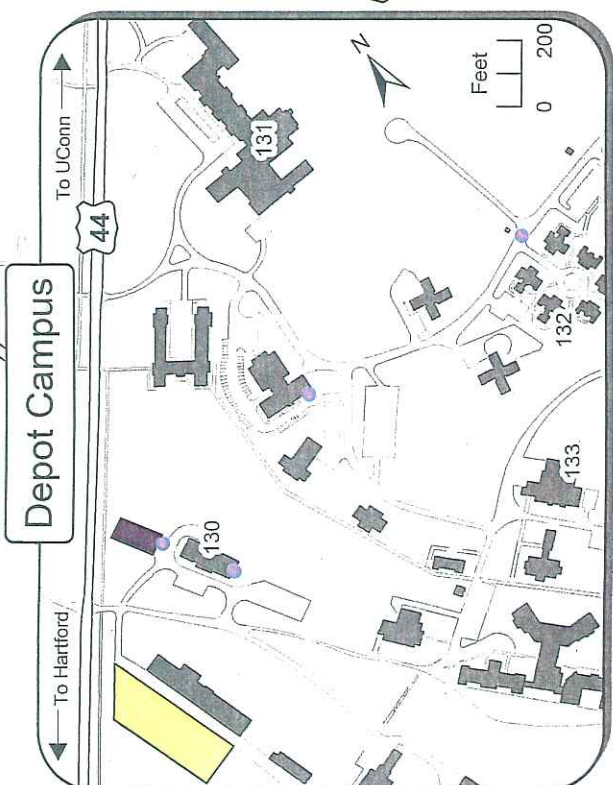 Depot Campus
To Hartford
To UConn
44
131
130
132
133
N
Feet
0 200